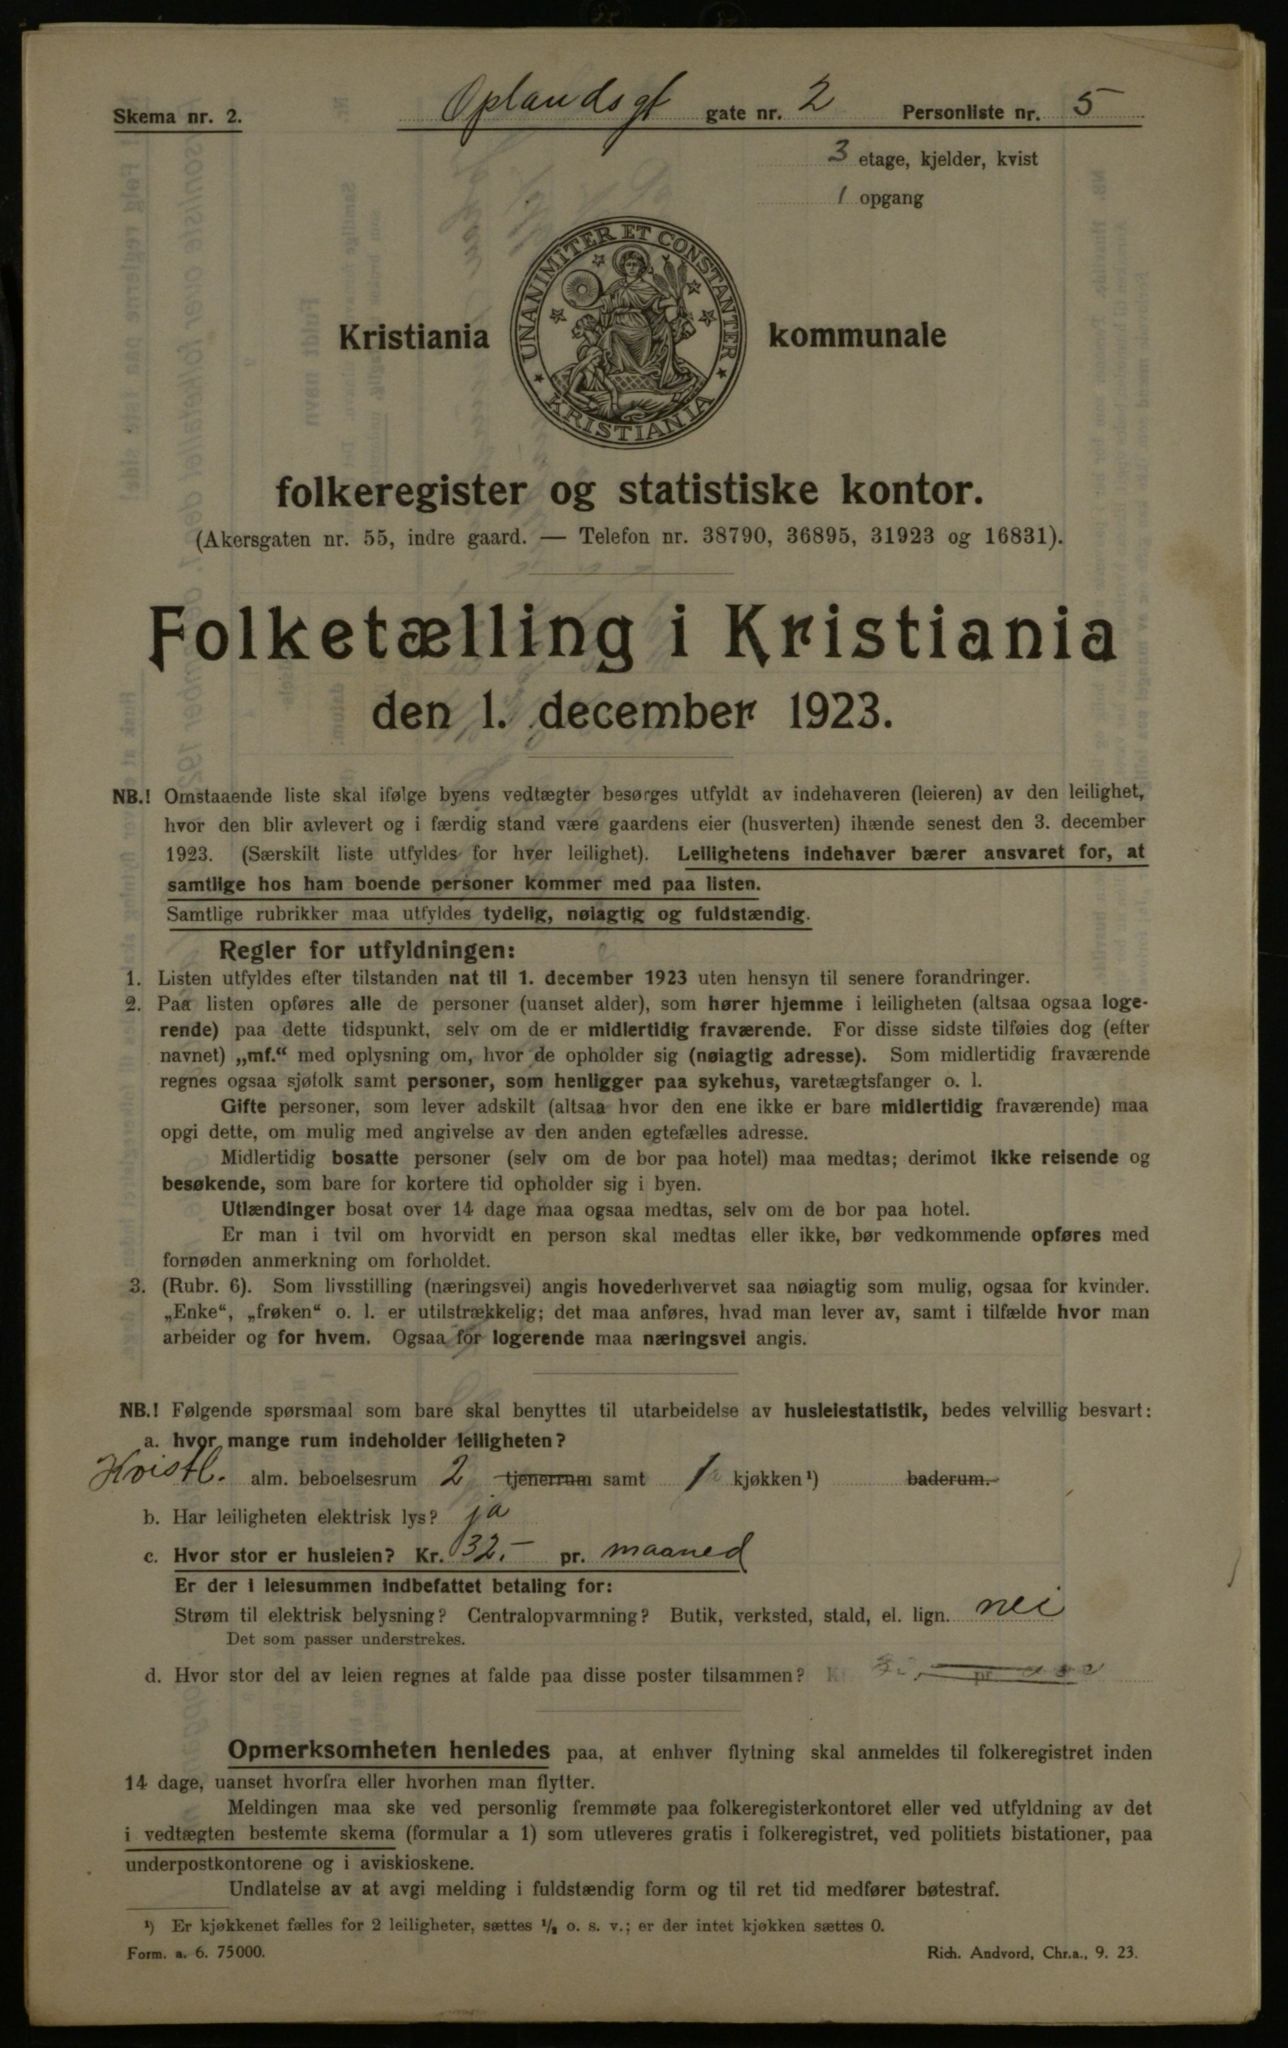 Skema nr. 2.
Oplandsgt gate nr. 2 Personliste nr. 5
3 etage, kjelder, kvist
1 opgang
UNANIMITER ET CONSTANTER
KRISTIANIA
Kristiania kommunale
folkeregister og statistiske kontor.
(Akersgaten nr. 55, indre gaard. — Telefon nr. 38790, 36895, 31923 og 16831).
Folketælling i Kristiania
den 1. december 1923.
NB.! Omstaaende liste skal ifølge byens vedtægter besørges utfyldt av indehaveren (leieren) av den leilighet,
hvor den blir avlevert og i færdig stand være gaardens eier (husverten) ihænde senest den 3. december
1923. (Særskilt liste utfyldes for hver leilighet). Leilighetens indehaver bærer ansvaret for, at
samtlige hos ham boende personer kommer med paa listen.
Samtlige rubrikker maa utfyldes tydelig, nøiagtig og fuldstændig.
Regler for utfyldningen:
1. Listen utfyldes efter tilstanden nat til 1. december 1923 uten hensyn til senere forandringer.
2. Paa listen opføres alle de personer (uanset alder), som hører hjemme i leiligheten (altsaa ogsaa loge-
rende) paa dette tidspunkt, selv om de er midlertidig fraværende. For disse sidste tilføies dog (efter
navnet) „mf.“ med oplysning om, hvor de opholder sig (nøiagtig adresse). Som midlertidig fraværende
regnes ogsaa sjøfolk samt personer, som henligger paa sykehus, varetægtsfanger o. l.
Gifte personer, som lever adskilt (altsaa hvor den ene ikke er bare midlertidig fraværende) maa
opgi dette, om mulig med angivelse av den anden egtefælles adresse.
Midlertidig bosatte personer (selv om de bor paa hotel) maa medtas; derimot ikke reisende og
besøkende, som bare for kortere tid opholder sig i byen.
Utlændinger bosat over 14 dage maa ogsaa medtas, selv om de bor paa hotel.
Er man i tvil om hvorvidt en person skal medtas eller ikke, bør vedkommende opføres med
fornøden anmerkning om forholdet.
3. (Rubr. 6). Som livsstilling (næringsvei) angis hovederhvervet saa nøiagtig som mulig, ogsaa for kvinder.
„Enke“, „frøken“ o. l. er utilstrækkelig; det maa anføres, hvad man lever av, samt i tilfælde hvor man
arbeider og for hvem. Ogsaa for logerende maa næringsvei angis.
NB.! Følgende spørsmaal som bare skal benyttes til utarbeidelse av husleiestatistik, bedes velvillig besvart:
a. hvor mange rum indeholder leiligheten?
Kvistl. alm. beboelsesrum 2 tjenerrum samt 1 kjøkken¹) baderum.
b. Har leiligheten elektrisk lys? ja
c. Hvor stor er husleien? Kr. 32.- pr. maaned
Er der i leiesummen indbefattet betaling for:
Strøm til elektrisk belysning? Centralopvarmning? Butik, verksted, stald, el. lign. nei
Det som passer understrekes.
d. Hvor stor del av leien regnes at falde paa disse poster tilsammen? K pr.
Opmerksomheten henledes paa, at enhver flytning skal anmeldes til folkeregistret inden
14 dage, uanset hvorfra eller hvorhen man flytter.
Meldingen maa ske ved personlig fremmøte paa folkeregisterkontoret eller ved utfyldning av det
i vedtægten bestemte skema (formular a 1) som utleveres gratis i folkeregistret, ved politiets bistationer, paa
underpostkontorene og i aviskioskene.
Undlatelse av at avgi melding i fuldstændig form og til ret tid medfører bøtestraf.
¹) Er kjøkkenet fælles for 2 leiligheter, sættes ½ o. s. v.; er der intet kjøkken sættes 0.
Form. a. 6. 75000.
Rich. Andvord, Chr.a., 9. 23.